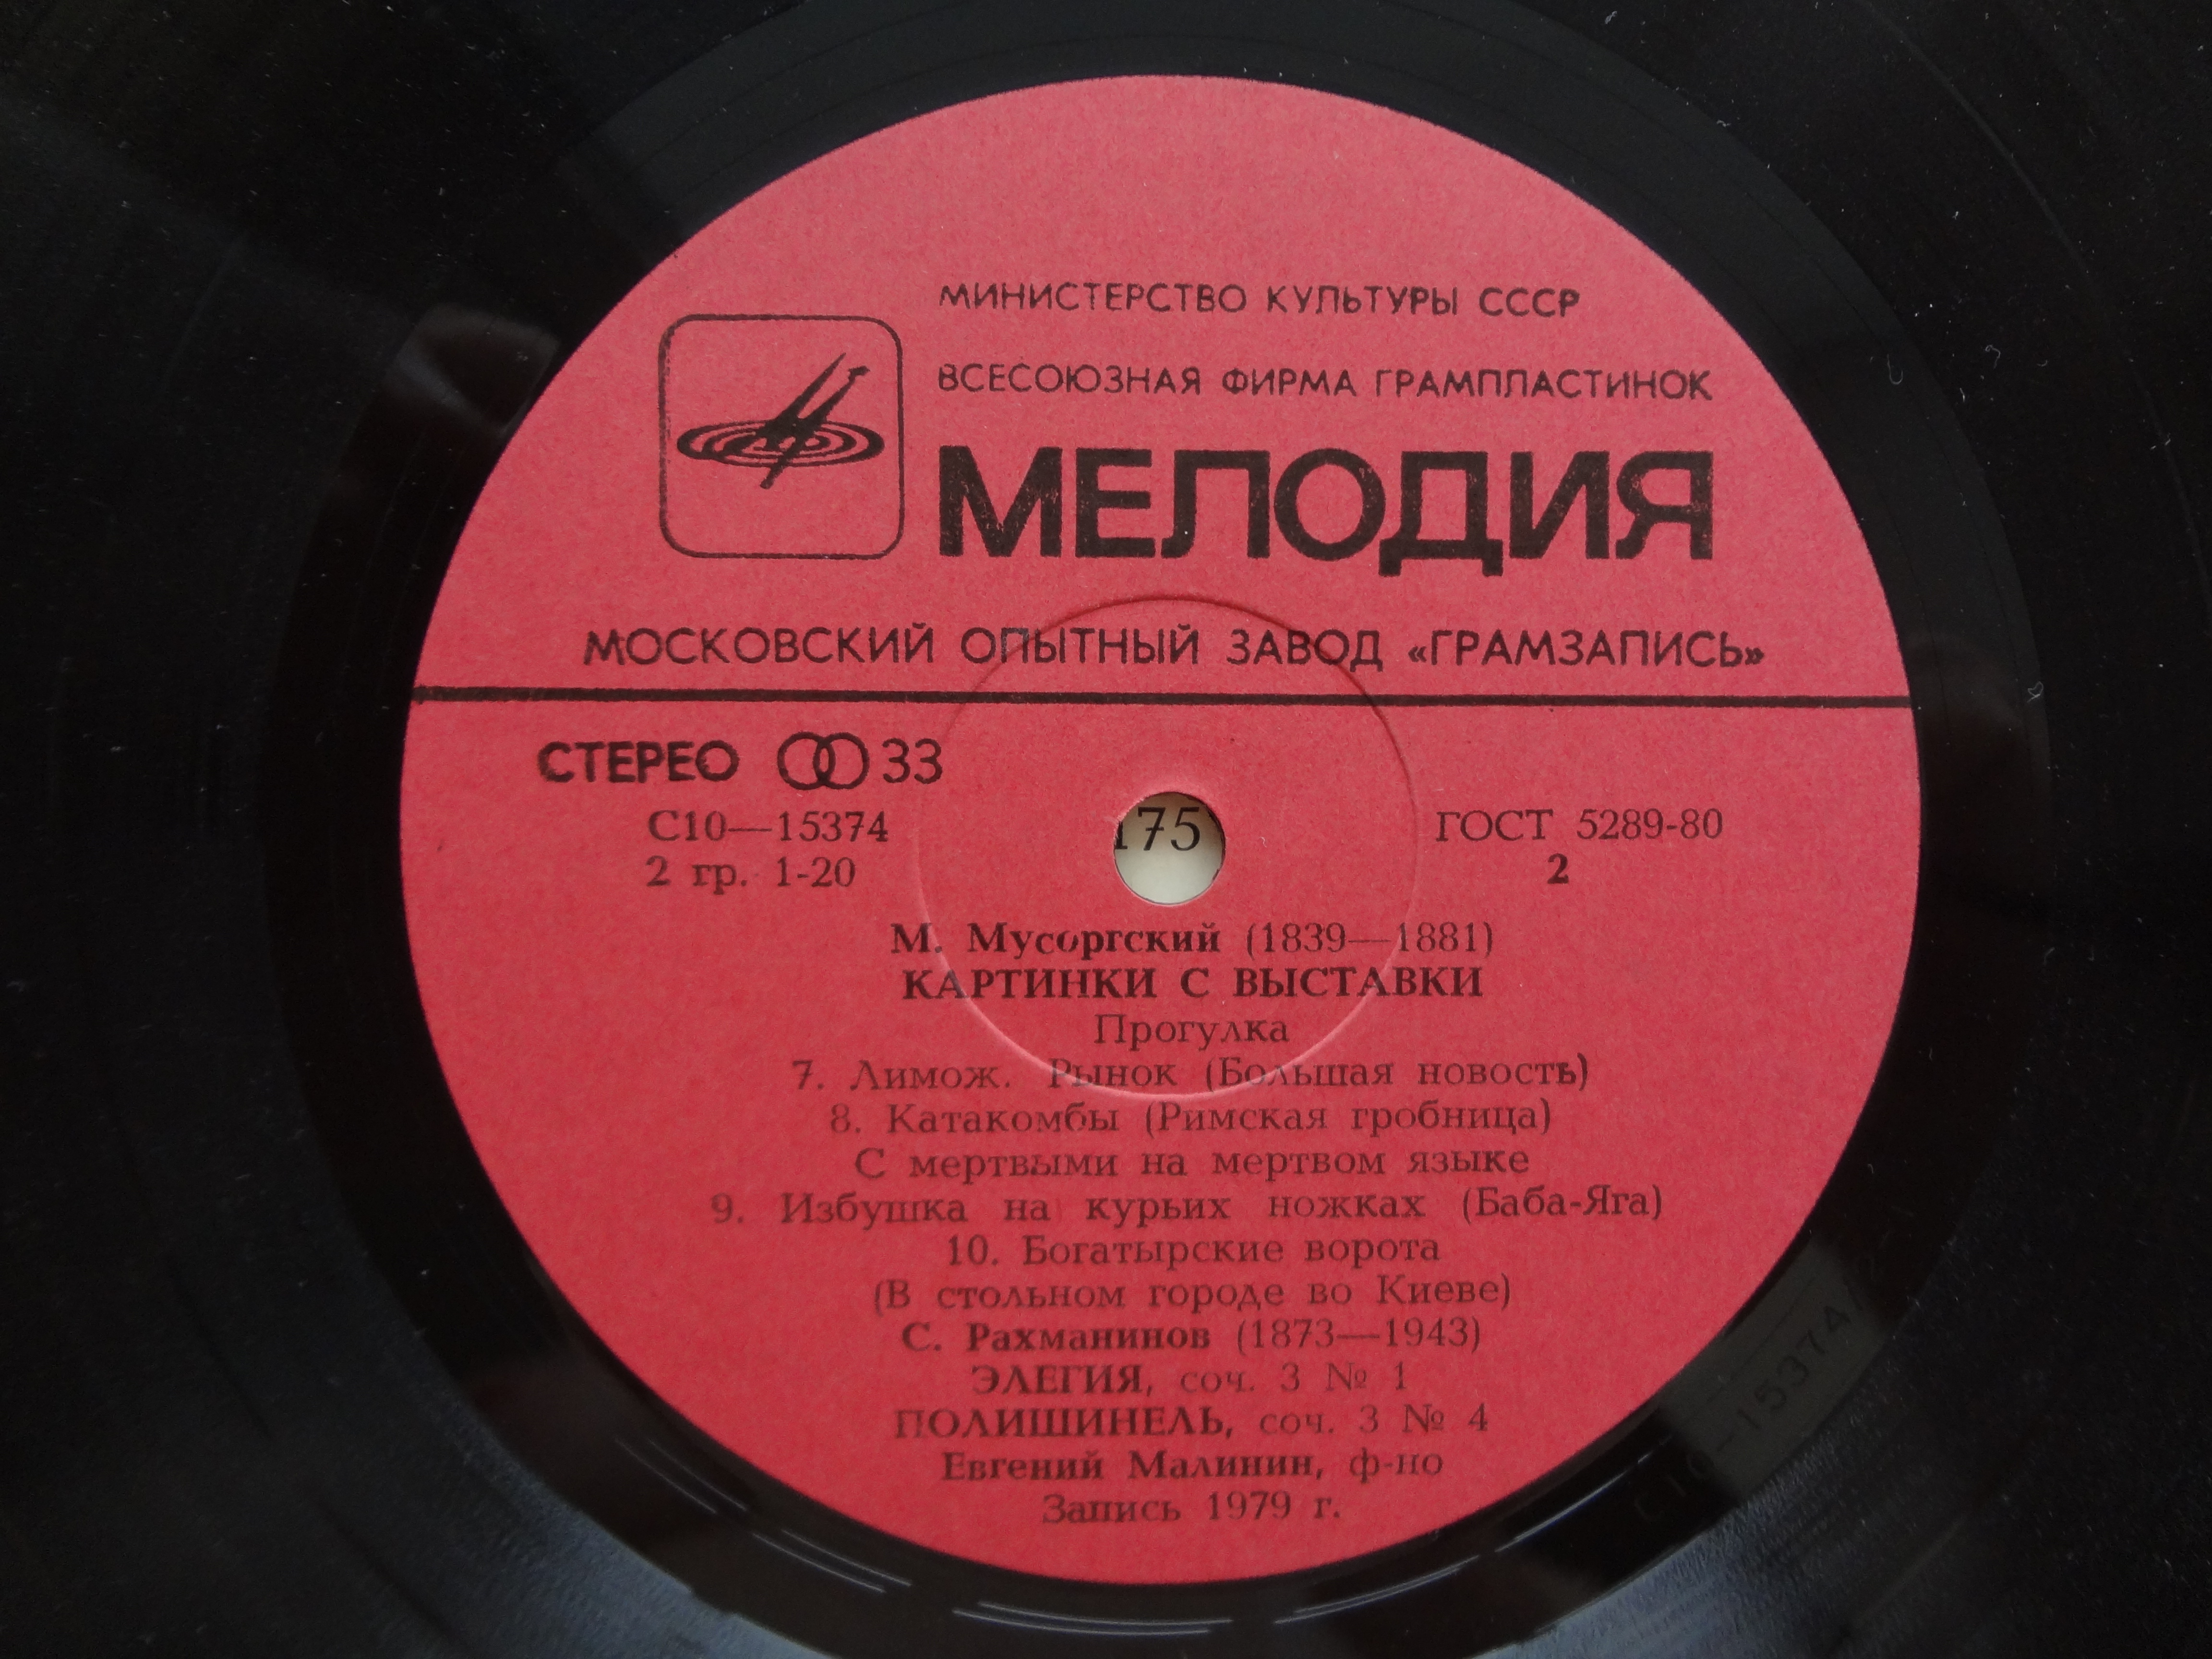 МИНИСТЕРСТВО КУЛЬТУРЫ СССР
ВСЕСОЮЗНАЯ ФИРМА ГРАМПЛАСТИНОК
МЕЛОДИЯ
МОСКОВСКИЙ ОПЫТНЫЙ ЗАВОД «ГРАМЗАПИСЬ»
СТЕРЕО 33
С10—15374
2 гр. 1-20
175
ГОСТ 5289-80
2
М. Мусоргский (1839—1881)
КАРТИНКИ С ВЫСТАВКИ
Прогулка
7. Лимож. Рынок (Большая новость)
8. Катакомбы (Римская гробница)
С мертвыми на мертвом языке
9. Избушка на курьих ножках (Баба-Яга)
10. Богатырские ворота
(В стольном городе во Киеве)
С. Рахманинов (1873—1943)
ЭЛЕГИЯ, соч. 3 № 1
ПОЛИШИНЕЛЬ, соч. 3 № 4
Евгений Малинин, ф-но
Запись 1979 г.